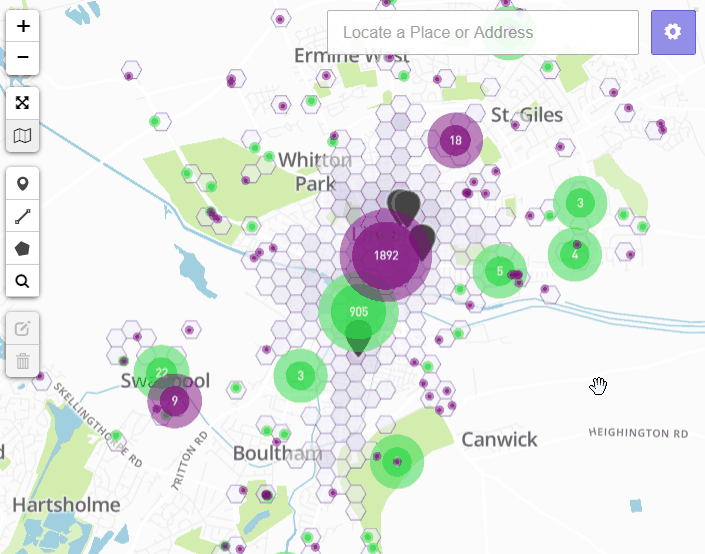 Locate a Place or Address
Ermine West
St. Giles
18
Whitton
Park
3
4
1892
5
905
22
Swanpool
3
9
SKELLINGTHORPE RD
TRITTON RD
Canwick
HEIGHINGTON RD
Boultham
Hartsholme